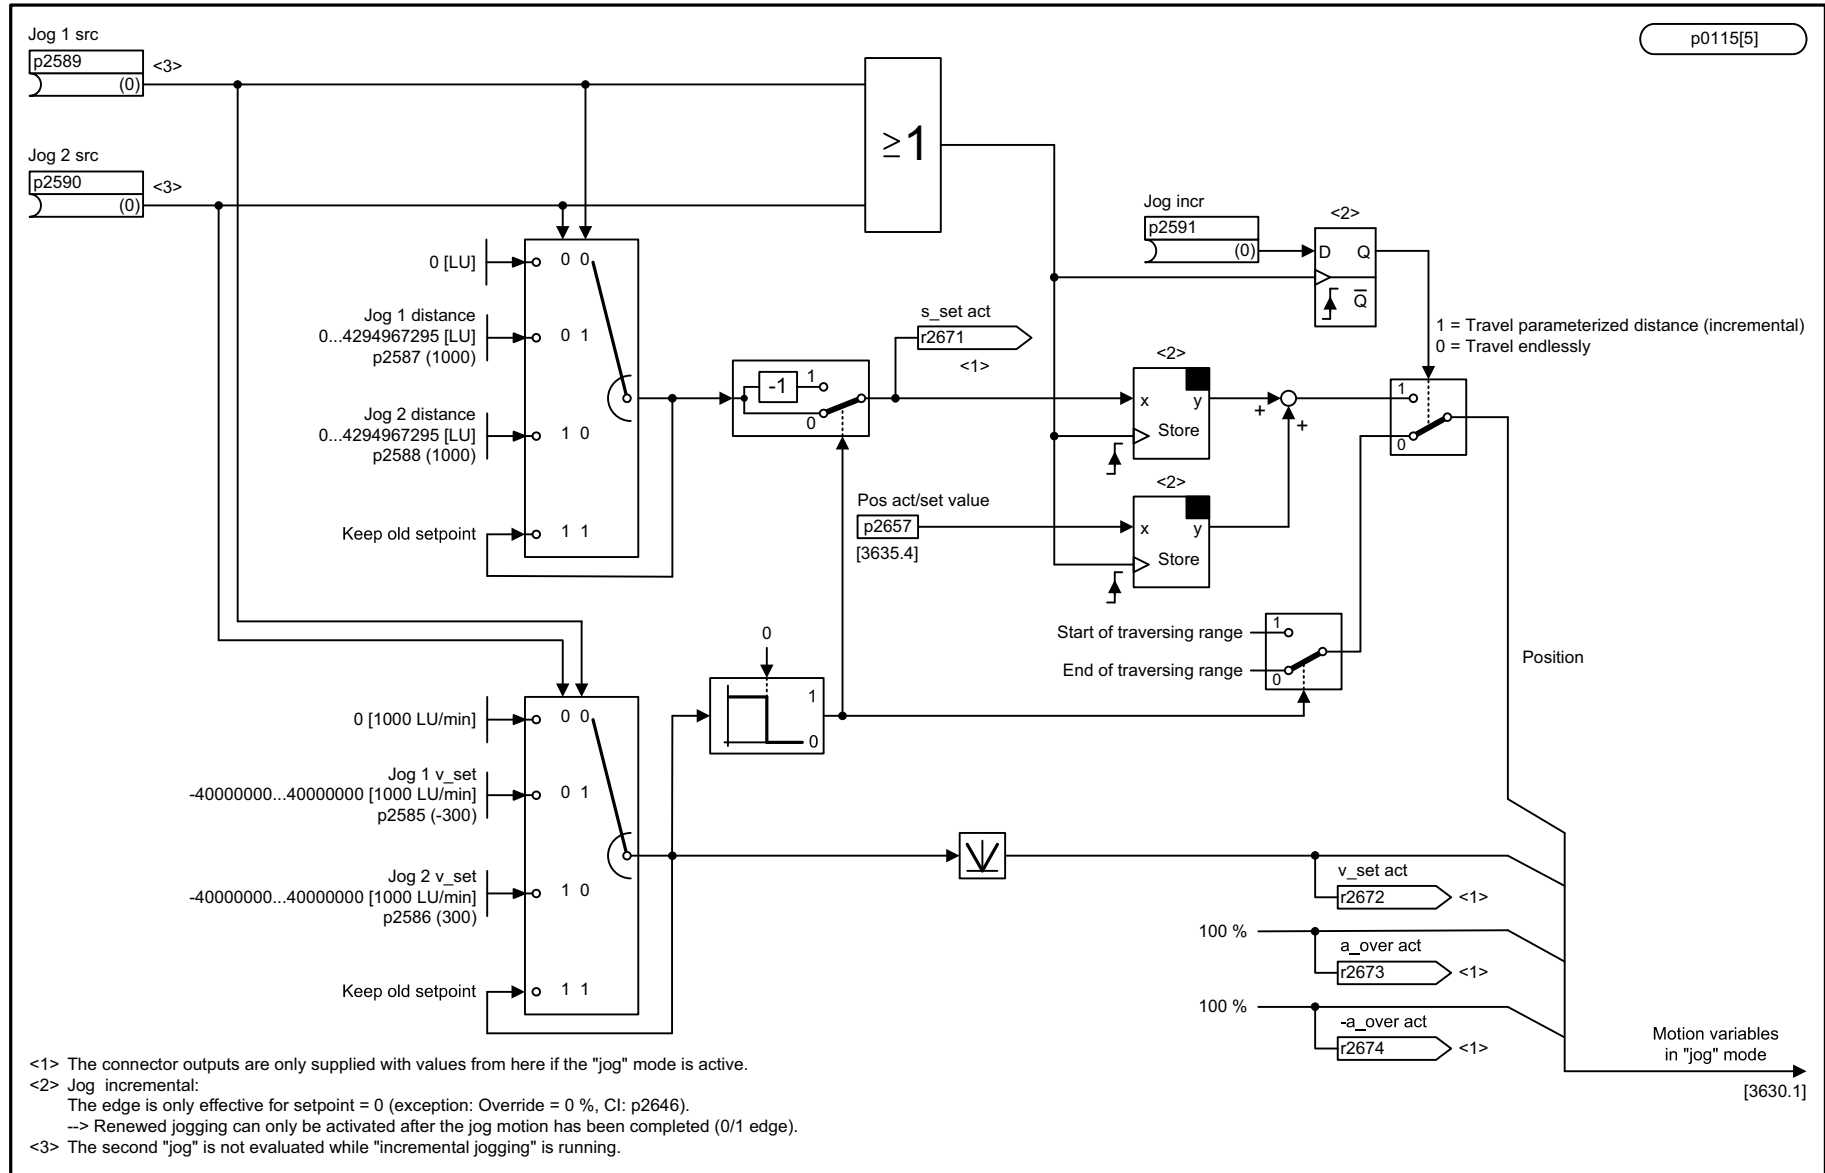 Jog 1 src
p2589
<3>
(0)
p0115[5]
Jog 2 src
p2590
<3>
(0)
≥1
Jog incr
p2591
(0)
<2>
D Q
Q̅
0 [LU]
0 0
Jog 1 distance
0...4294967295 [LU]
p2587 (1000)
0 1
Jog 2 distance
0...4294967295 [LU]
p2588 (1000)
1 0
Keep old setpoint
1 1
-1
1
0
s_set act
r2671
<1>
<2>
x y
Store
+
+
1 = Travel parameterized distance (incremental)
0 = Travel endlessly
1
0
Pos act/set value
p2657
[3635.4]
<2>
x y
Store
Start of traversing range
End of traversing range
1
0
Position
0
1
0
0 [1000 LU/min]
0 0
Jog 1 v_set
-40000000...40000000 [1000 LU/min]
p2585 (-300)
0 1
Jog 2 v_set
-40000000...40000000 [1000 LU/min]
p2586 (300)
1 0
Keep old setpoint
1 1
v_set act
r2672
<1>
100 %
a_over act
r2673
<1>
100 %
-a_over act
r2674
<1>
Motion variables
in "jog" mode
[3630.1]
<1> The connector outputs are only supplied with values from here if the "jog" mode is active.
<2> Jog incremental:
The edge is only effective for setpoint = 0 (exception: Override = 0 %, CI: p2646).
--> Renewed jogging can only be activated after the jog motion has been completed (0/1 edge).
<3> The second "jog" is not evaluated while "incremental jogging" is running.